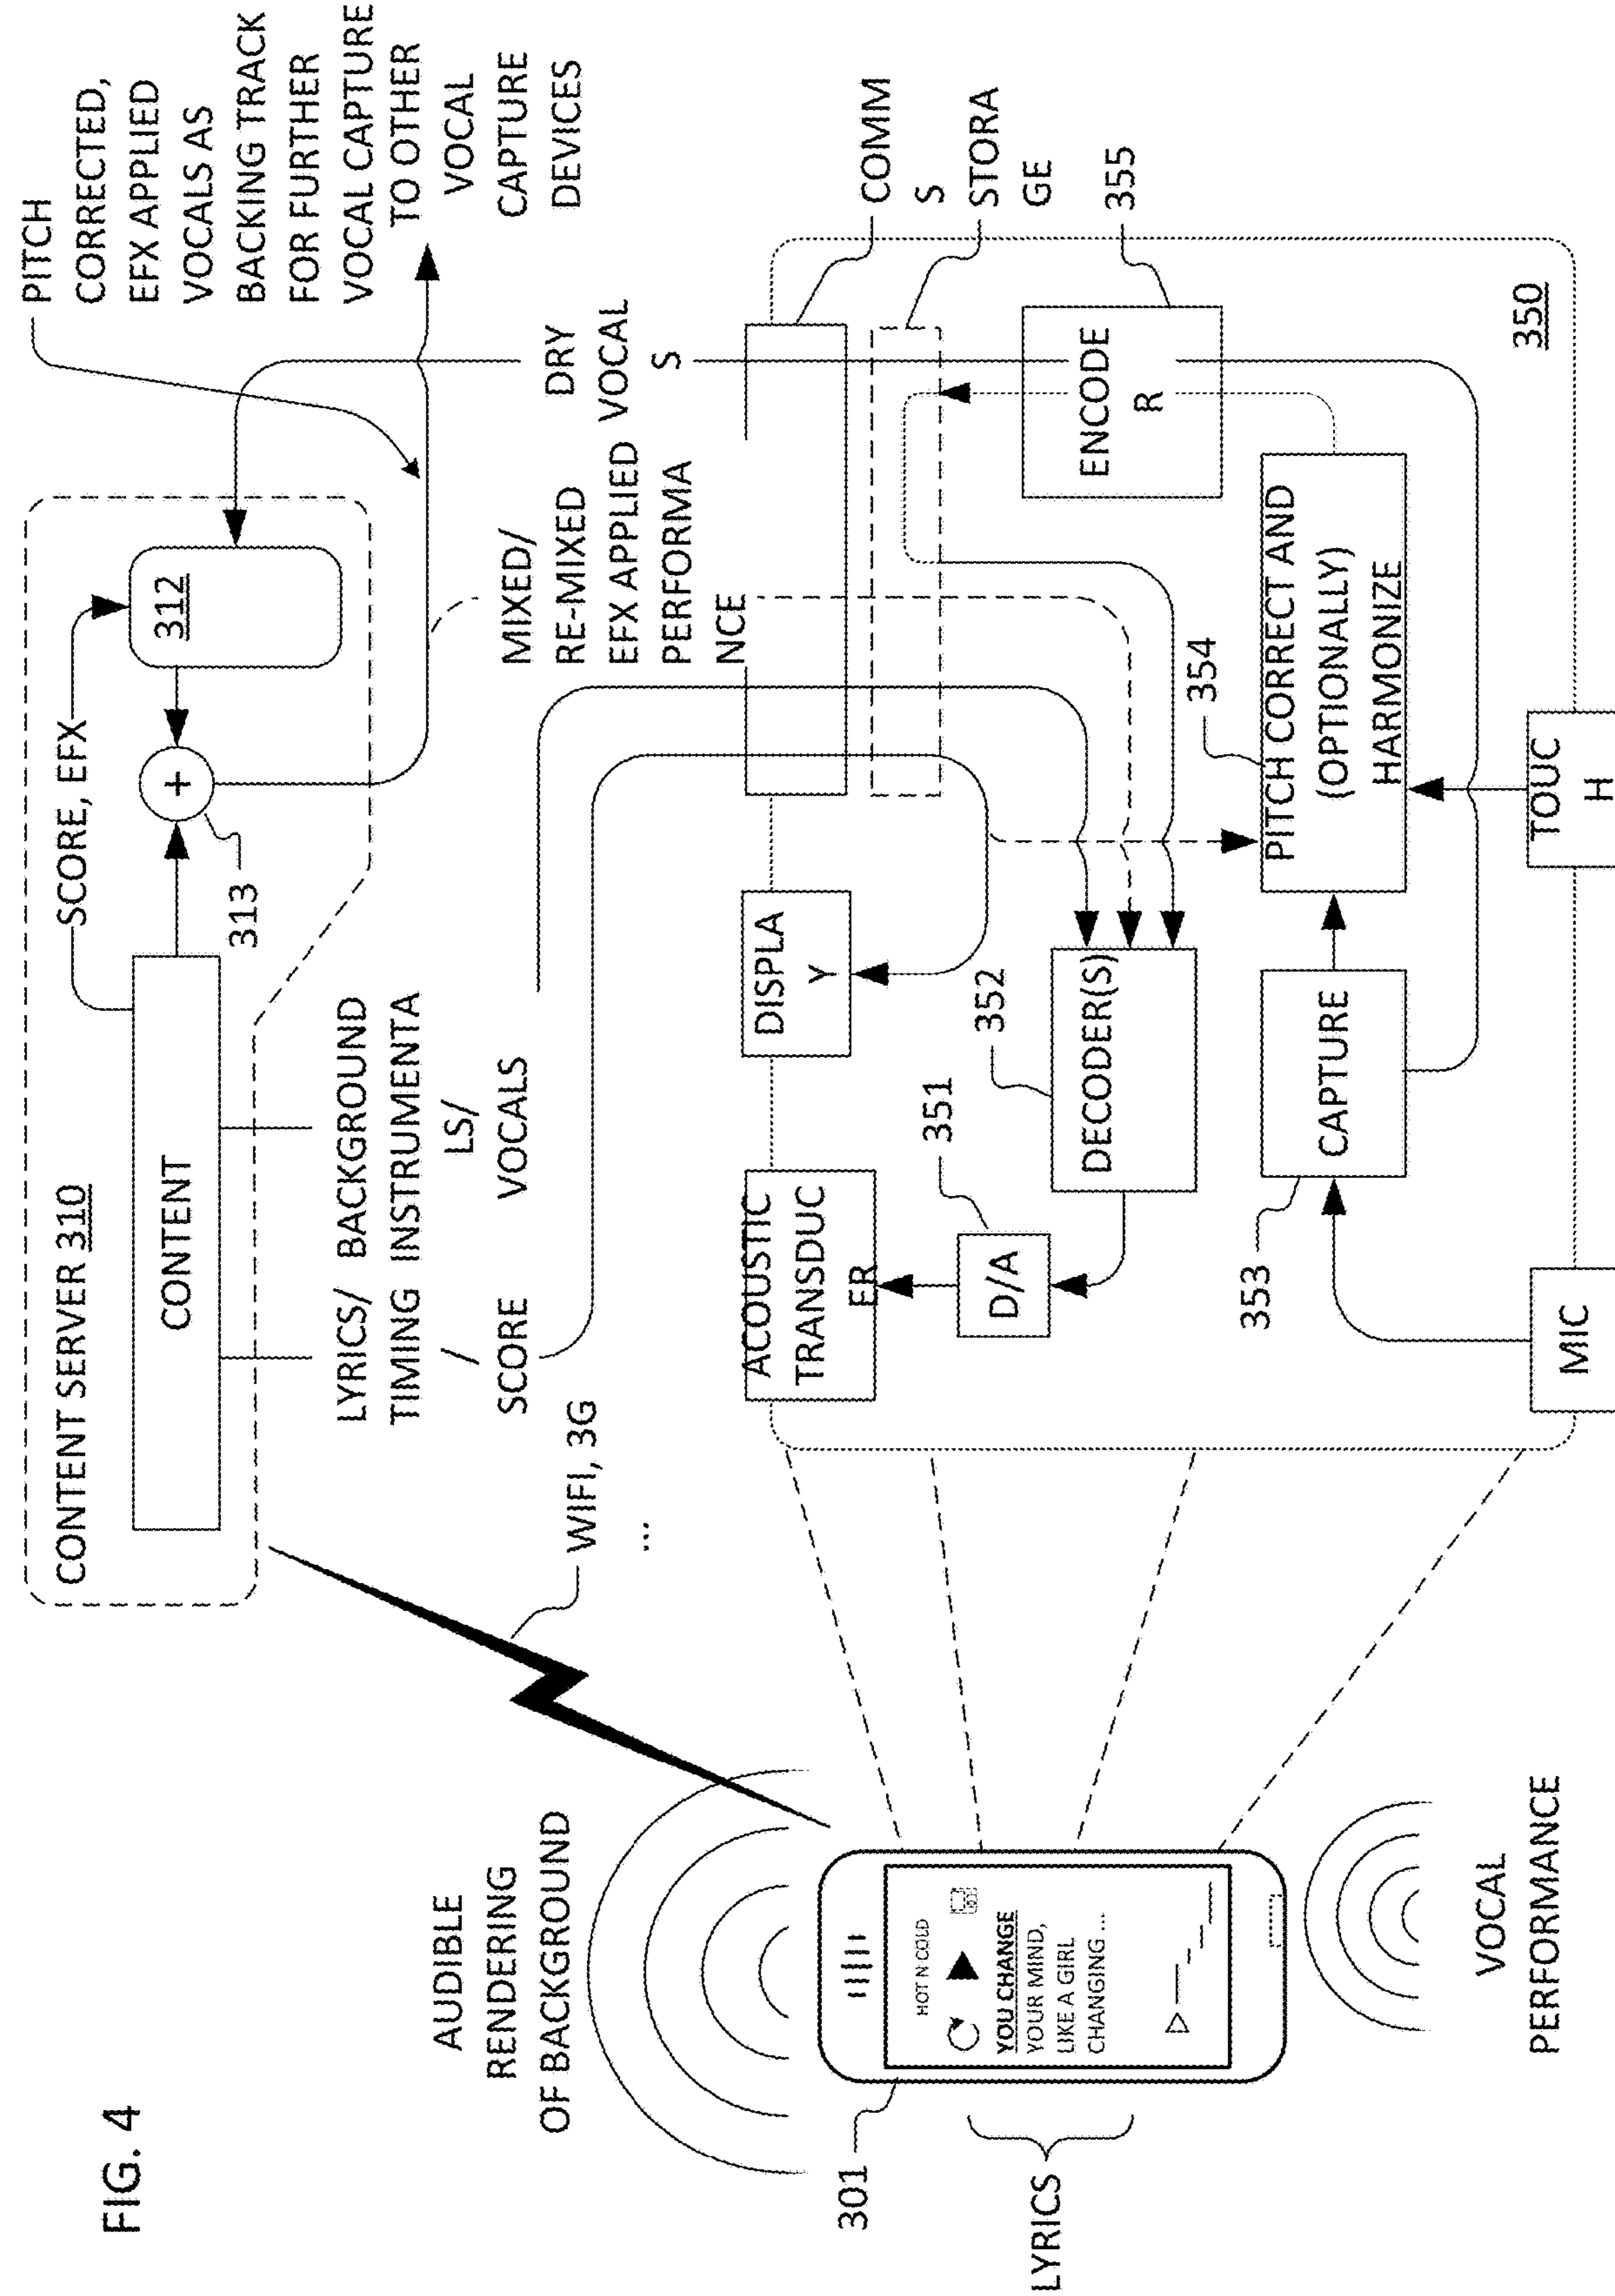 FIG. 4
CONTENT SERVER 310
CONTENT
SCORE, EFX
312
+
313
PITCH
CORRECTED,
EFX APPLIED
VOCALS AS
BACKING TRACK
FOR FURTHER
VOCAL CAPTURE
TO OTHER
VOCAL
CAPTURE
DEVICES
LYRICS/
TIMING
/
SCORE
BACKGROUND
INSTRUMENTA
LS/
VOCALS
MIXED/
RE-MIXED
EFX APPLIED
PERFORMA
NCE
DRY
VOCAL
S
WIFI, 3G
...
AUDIBLE
RENDERING
OF BACKGROUND
301
LYRICS
HOT N COLD
YOU CHANGE
YOUR MIND,
LIKE A GIRL
CHANGING ...
VOCAL
PERFORMANCE
ACOUSTIC
TRANSDUC
ER
DISPLA
Y
COMM
S
STORA
GE
351
D/A
352
DECODER(S)
ENCODE
R
355
353
CAPTURE
354
PITCH CORRECT AND
(OPTIONALLY)
HARMONIZE
350
MIC
TOUC
H